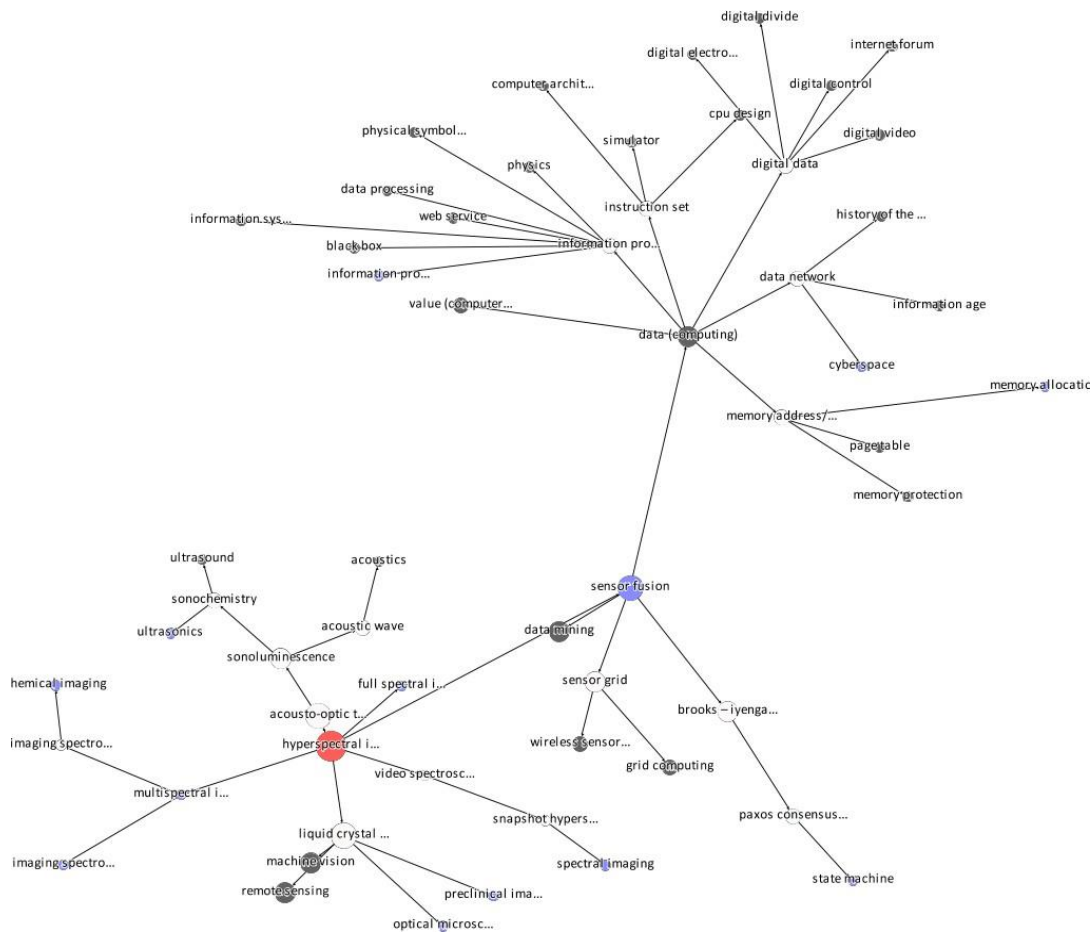 digital divide
internet forum
digital electro...
computer archit...
digital control
cpu design
physical symbol...
digital video
simulator
physics
digital data
data processing
instruction set
information sys...
web service
history of the ...
black box
information pro...
information pro...
data network
value (computer...
information age
data (computing)
cyberspace
memory allocatio
memory address/...
page table
memory protection
ultrasound
acoustics
sensor fusion
sonochemistry
ultrasonics
acoustic wave
data mining
sonoluminescence
hemical imaging
full spectral i...
sensor grid
acousto-optic t...
brooks – iyenga...
imaging spectro...
hyperspectral i...
wireless sensor...
grid computing
video spectrosc...
multispectral i...
snapshot hypers...
paxos consensus...
liquid crystal ...
imaging spectro...
machine vision
spectral imaging
remote sensing
preclinical ima...
state machine
optical microsc...